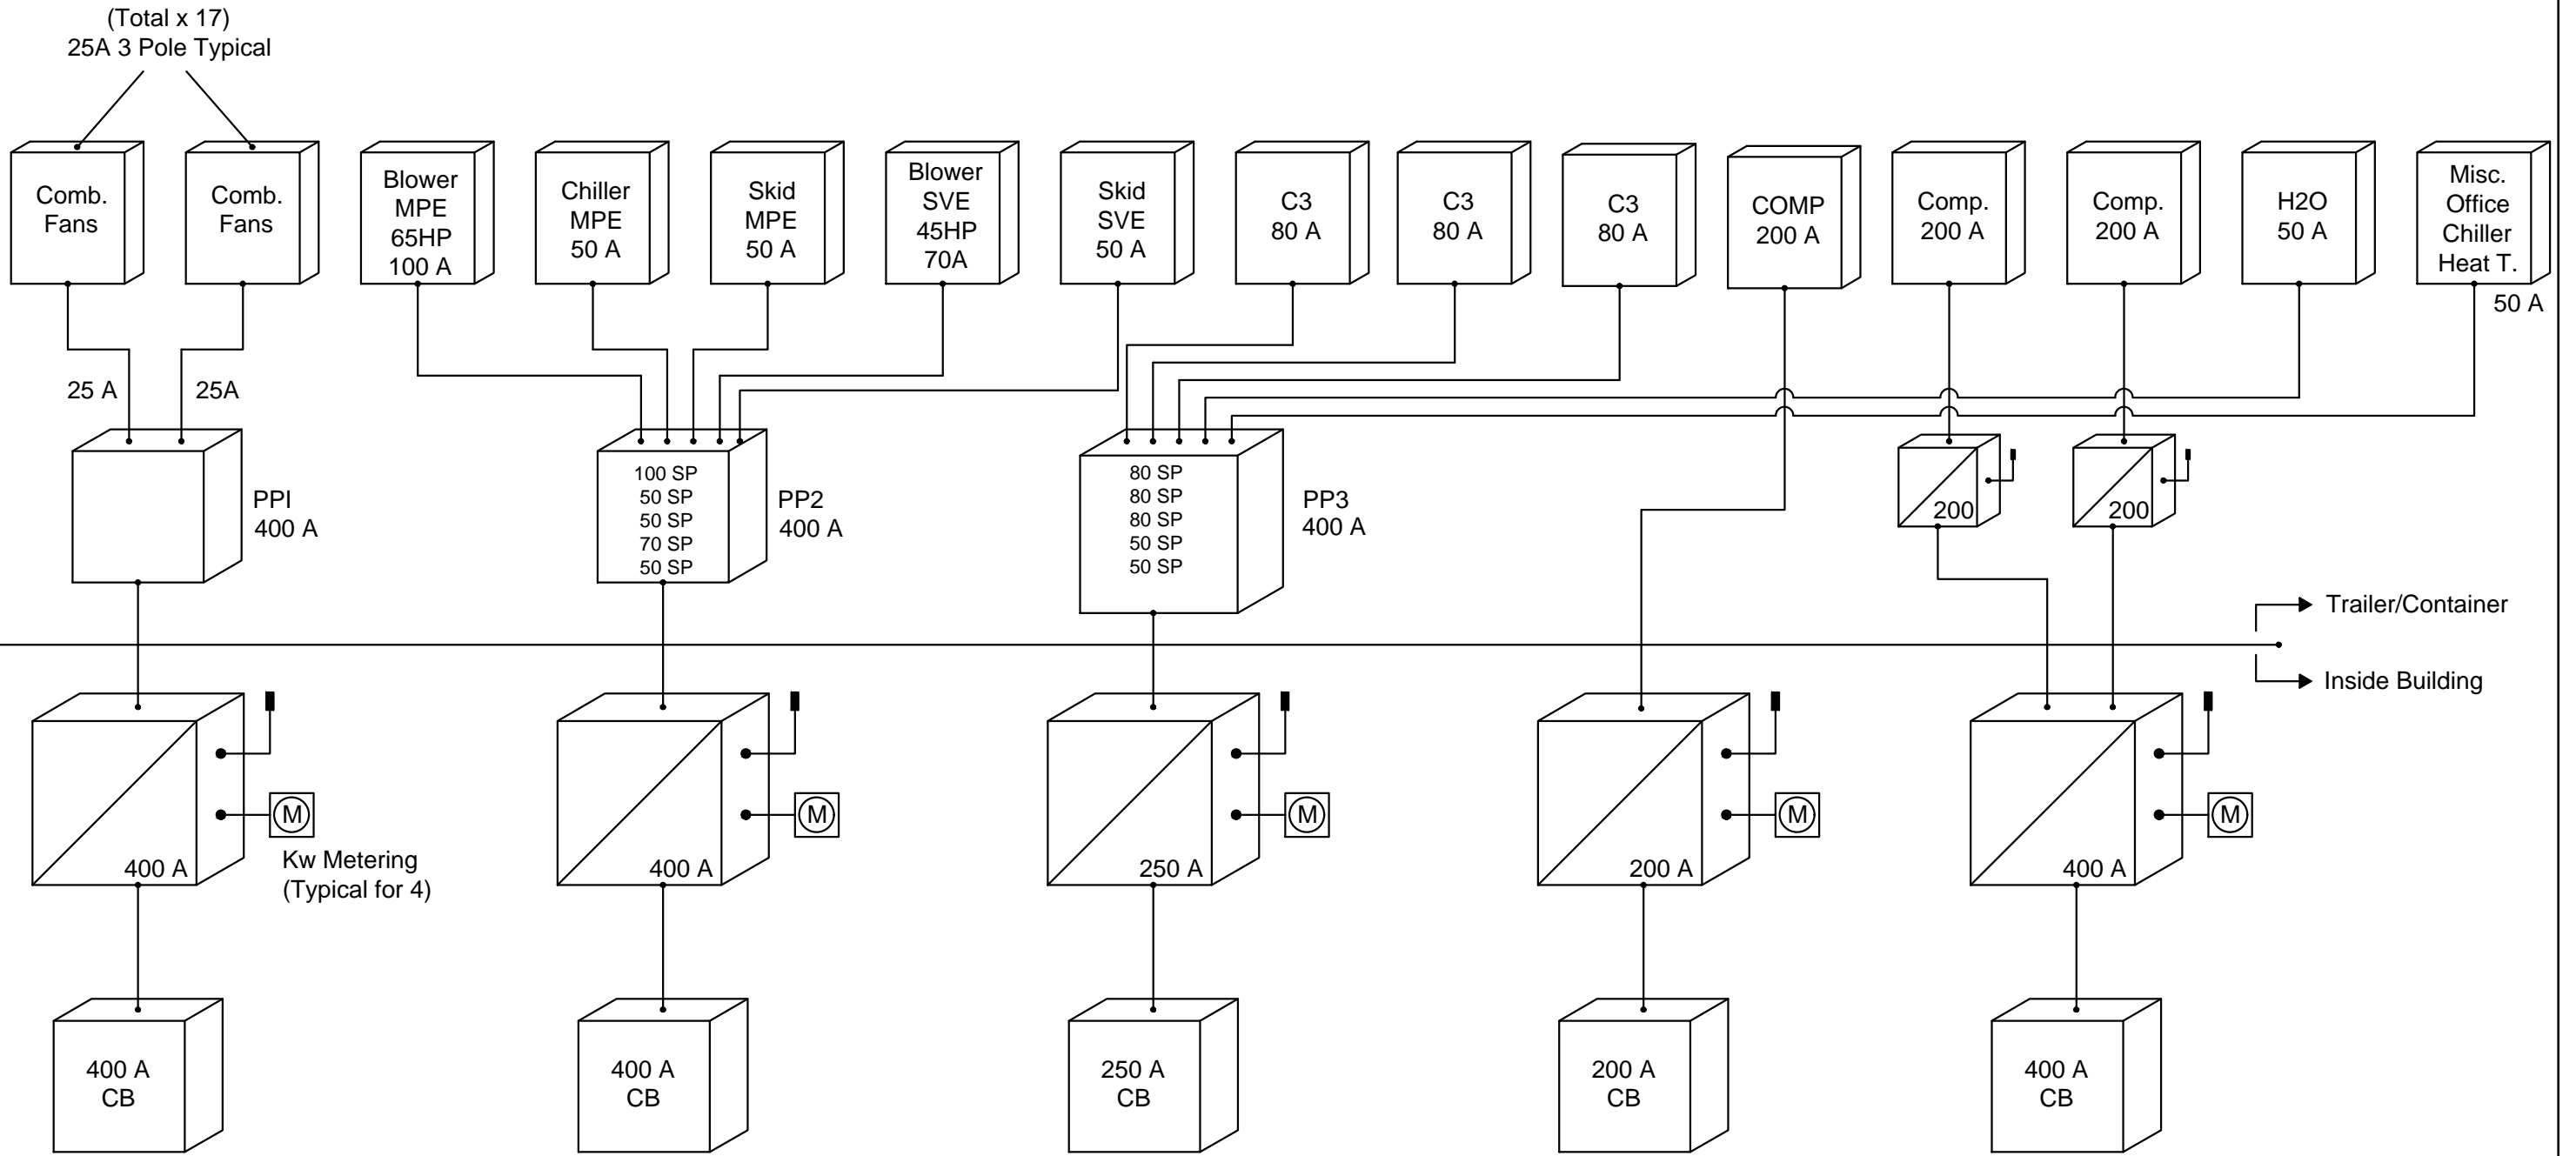 (Total x 17)
25A 3 Pole Typical
Comb.
Fans
Comb.
Fans
Blower
MPE
65HP
100 A
Chiller
MPE
50 A
Skid
MPE
50 A
Blower
SVE
45HP
70A
Skid
SVE
50 A
C3
80 A
C3
80 A
C3
80 A
COMP
200 A
Comp.
200 A
Comp.
200 A
H2O
50 A
Misc.
Office
Chiller
Heat T.
50 A
25 A
25A
PPI
400 A
100 SP
50 SP
50 SP
70 SP
50 SP
PP2
400 A
80 SP
80 SP
80 SP
50 SP
50 SP
PP3
400 A
200
200
Trailer/Container
Inside Building
400 A
M
Kw Metering
(Typical for 4)
400 A
M
250 A
M
200 A
M
400 A
M
400 A
CB
400 A
CB
250 A
CB
200 A
CB
400 A
CB